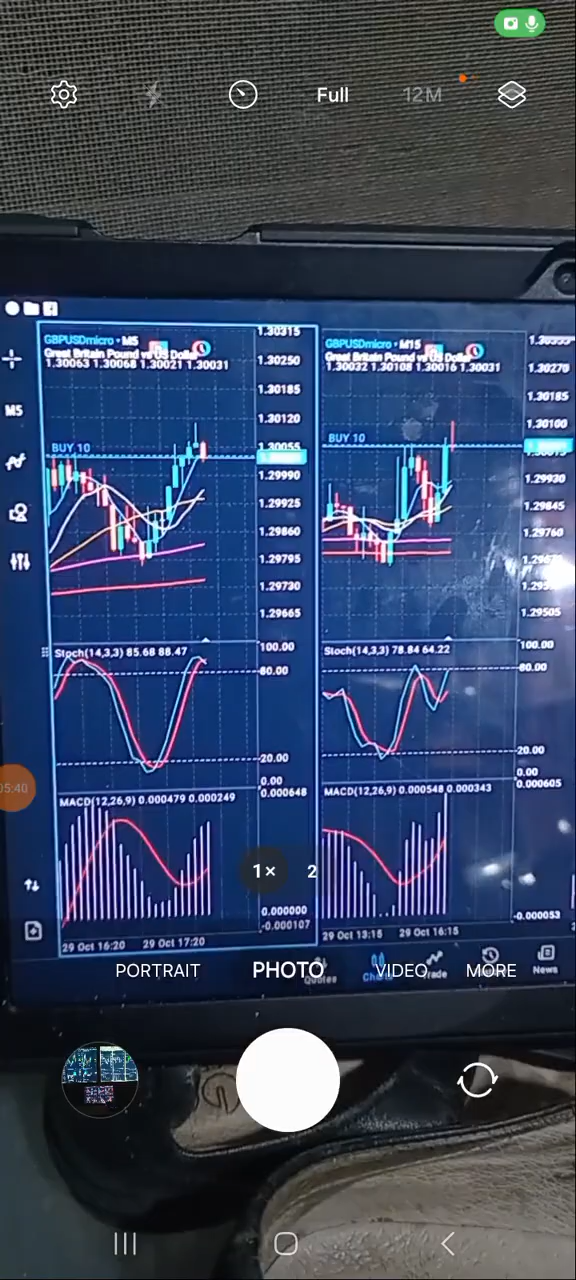 Full
12M
GBPUSDmicro • M5
Great Britain Pound vs US Dollar
1.30063 1.30068 1.30021 1.30031
BUY 10
1.30315
1.30250
1.30185
1.30120
1.30055
1.29990
1.29925
1.29860
1.29795
1.29730
1.29665
M5
Stoch(14,3,3) 85.68 88.47
100.00
80.00
20.00
0.00
MACD(12,26,9) 0.000479 0.000249
0.000648
0.000000
-0.000107
29 Oct 16:20
29 Oct 17:20
GBPUSDmicro • M15
Great Britain Pound vs US Dollar
1.30032 1.30108 1.30016 1.30031
BUY 10
1.30270
1.30185
1.30100
1.29930
1.29845
1.29760
1.29505
Stoch(14,3,3) 78.84 64.22
100.00
80.00
20.00
0.00
MACD(12,26,9) 0.000548 0.000343
0.000605
-0.000053
29 Oct 13:15
29 Oct 16:15
05:40
1×
2
Quotes
Trade
News
PORTRAIT
PHOTO
VIDEO
MORE